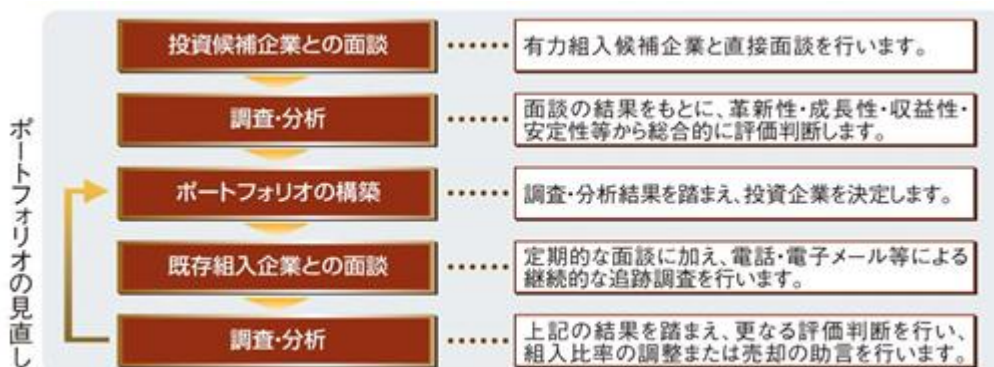 投資候補企業との面談
有力組入候補企業と直接面談を行います。
調査・分析
面談の結果をもとに、革新性・成長性・収益性・
安定性等から総合的に評価判断します。
ポートフォリオの構築
調査・分析結果を踏まえ、投資企業を決定します。
既存組入企業との面談
定期的な面談に加え、電話・電子メール等による
継続的な追跡調査を行います。
調査・分析
上記の結果を踏まえ、更なる評価判断を行い、
組入比率の調整または売却の助言を行います。
ポートフォリオの見直し